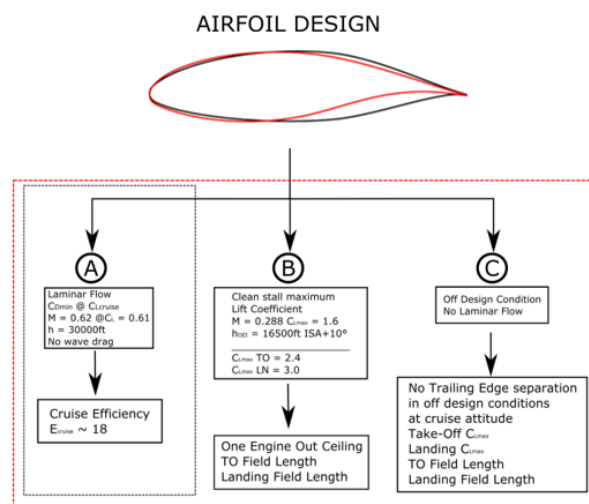 AIRFOIL DESIGN
A
Laminar Flow
CDmin @ CLcruise
M = 0.62 @CL = 0.61
h = 30000ft
No wave drag
Cruise Efficiency
Ecruise ~ 18
B
Clean stall maximum
Lift Coefficient
M = 0.288 CLmax = 1.6
hOEI = 16500ft ISA+10°
CLmax TO = 2.4
CLmax LN = 3.0
One Engine Out Ceiling
TO Field Length
Landing Field Length
C
Off Design Condition
No Laminar Flow
No Trailing Edge separation
in off design conditions
at cruise attitude
Take-Off CLmax
Landing CLmax
TO Field Length
Landing Field Length